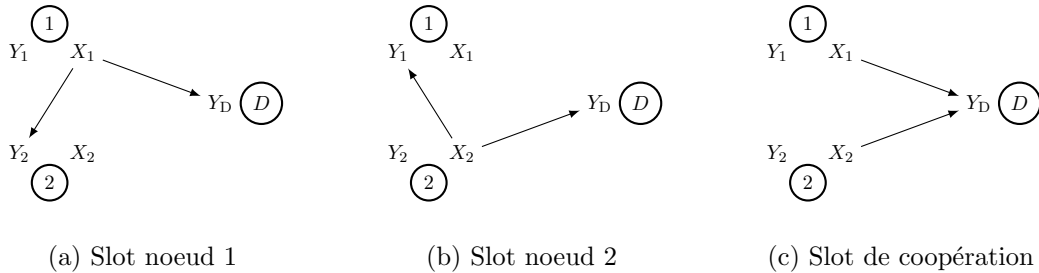 1 1 1
Y₁ X₁ Y₁ X₁ Y₁ X₁
Y_D D Y_D D Y_D D
Y₂ X₂ Y₂ X₂ Y₂ X₂
2 2 2
(a) Slot noeud 1 (b) Slot noeud 2 (c) Slot de coopération